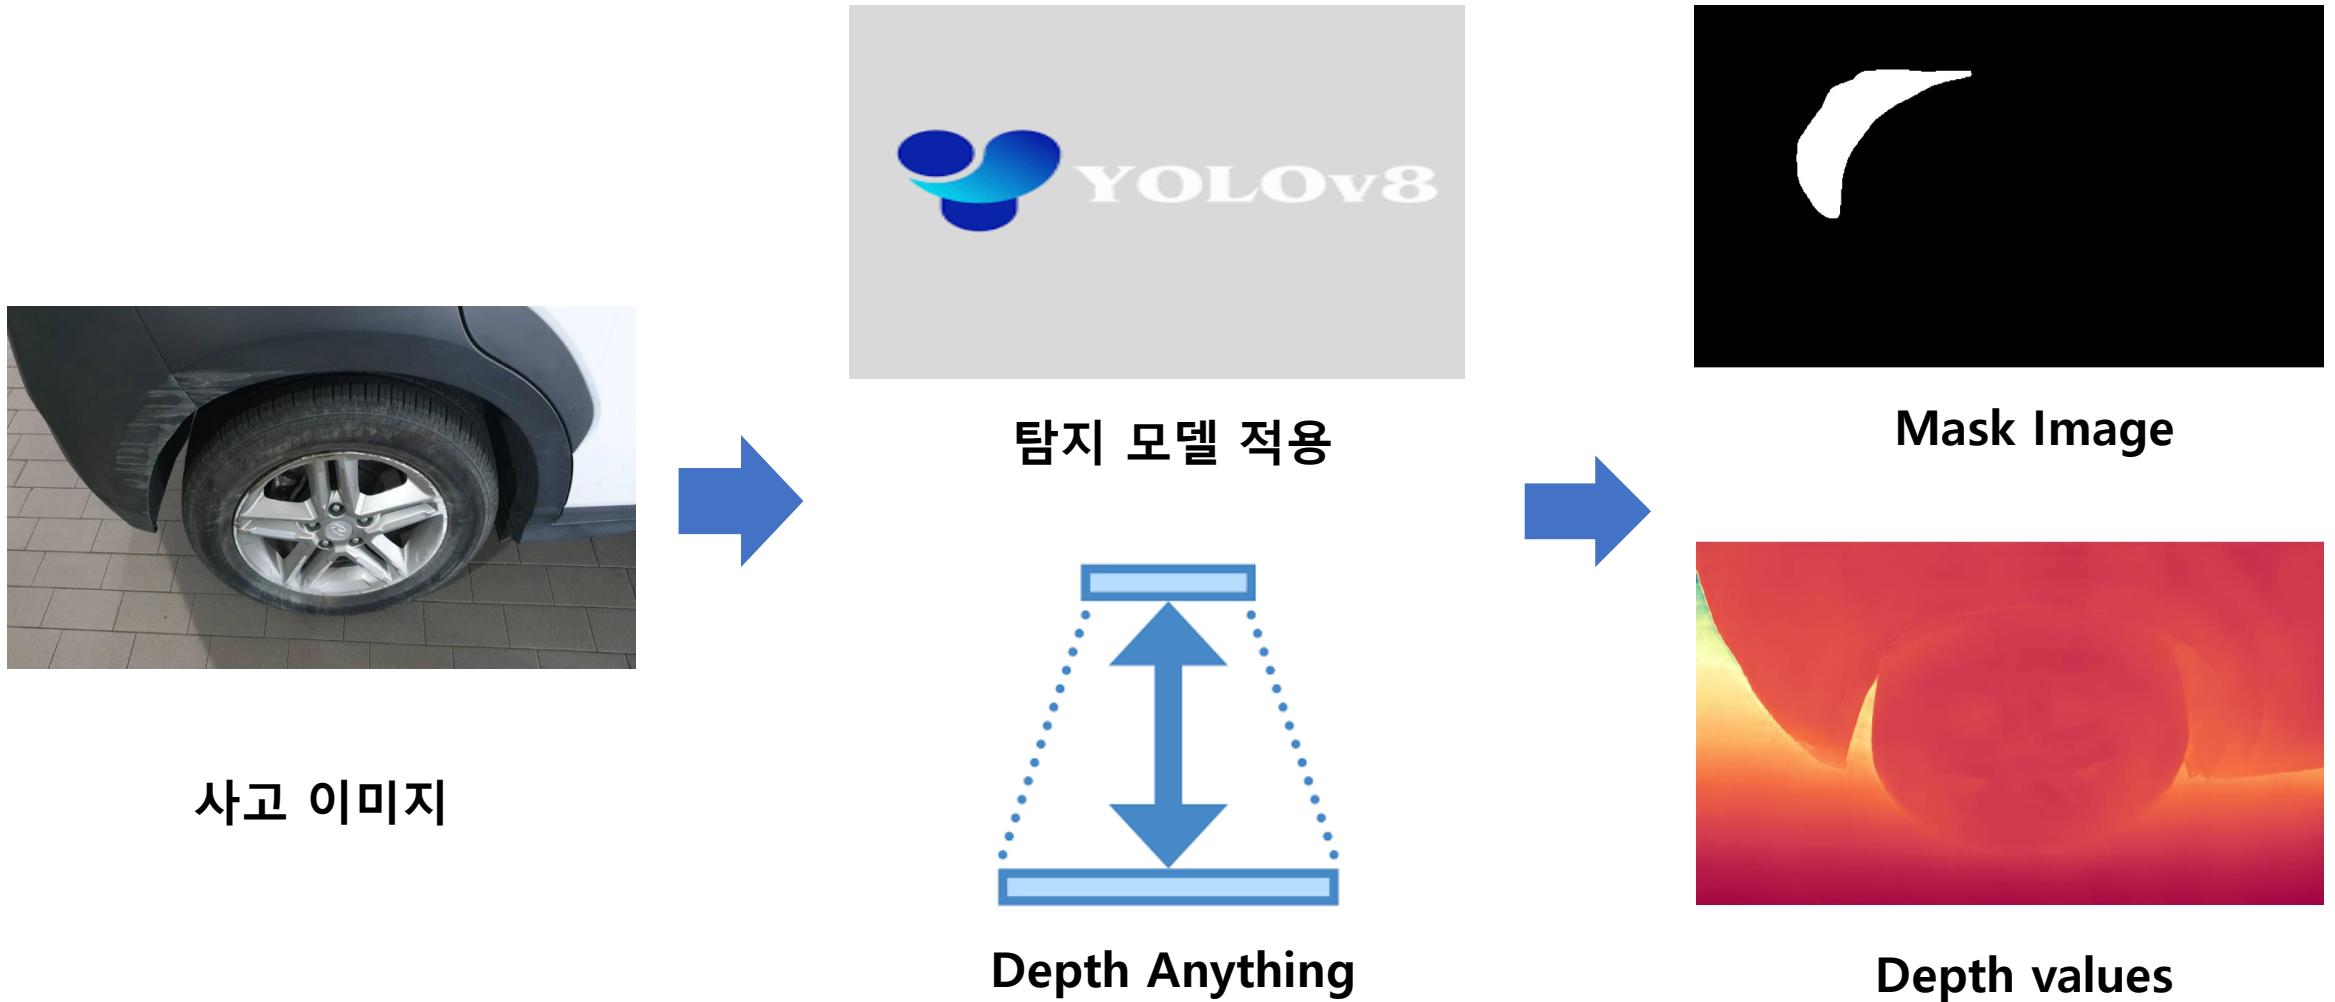 사고 이미지
YOLOv8
탐지 모델 적용
Depth Anything
Mask Image
Depth values